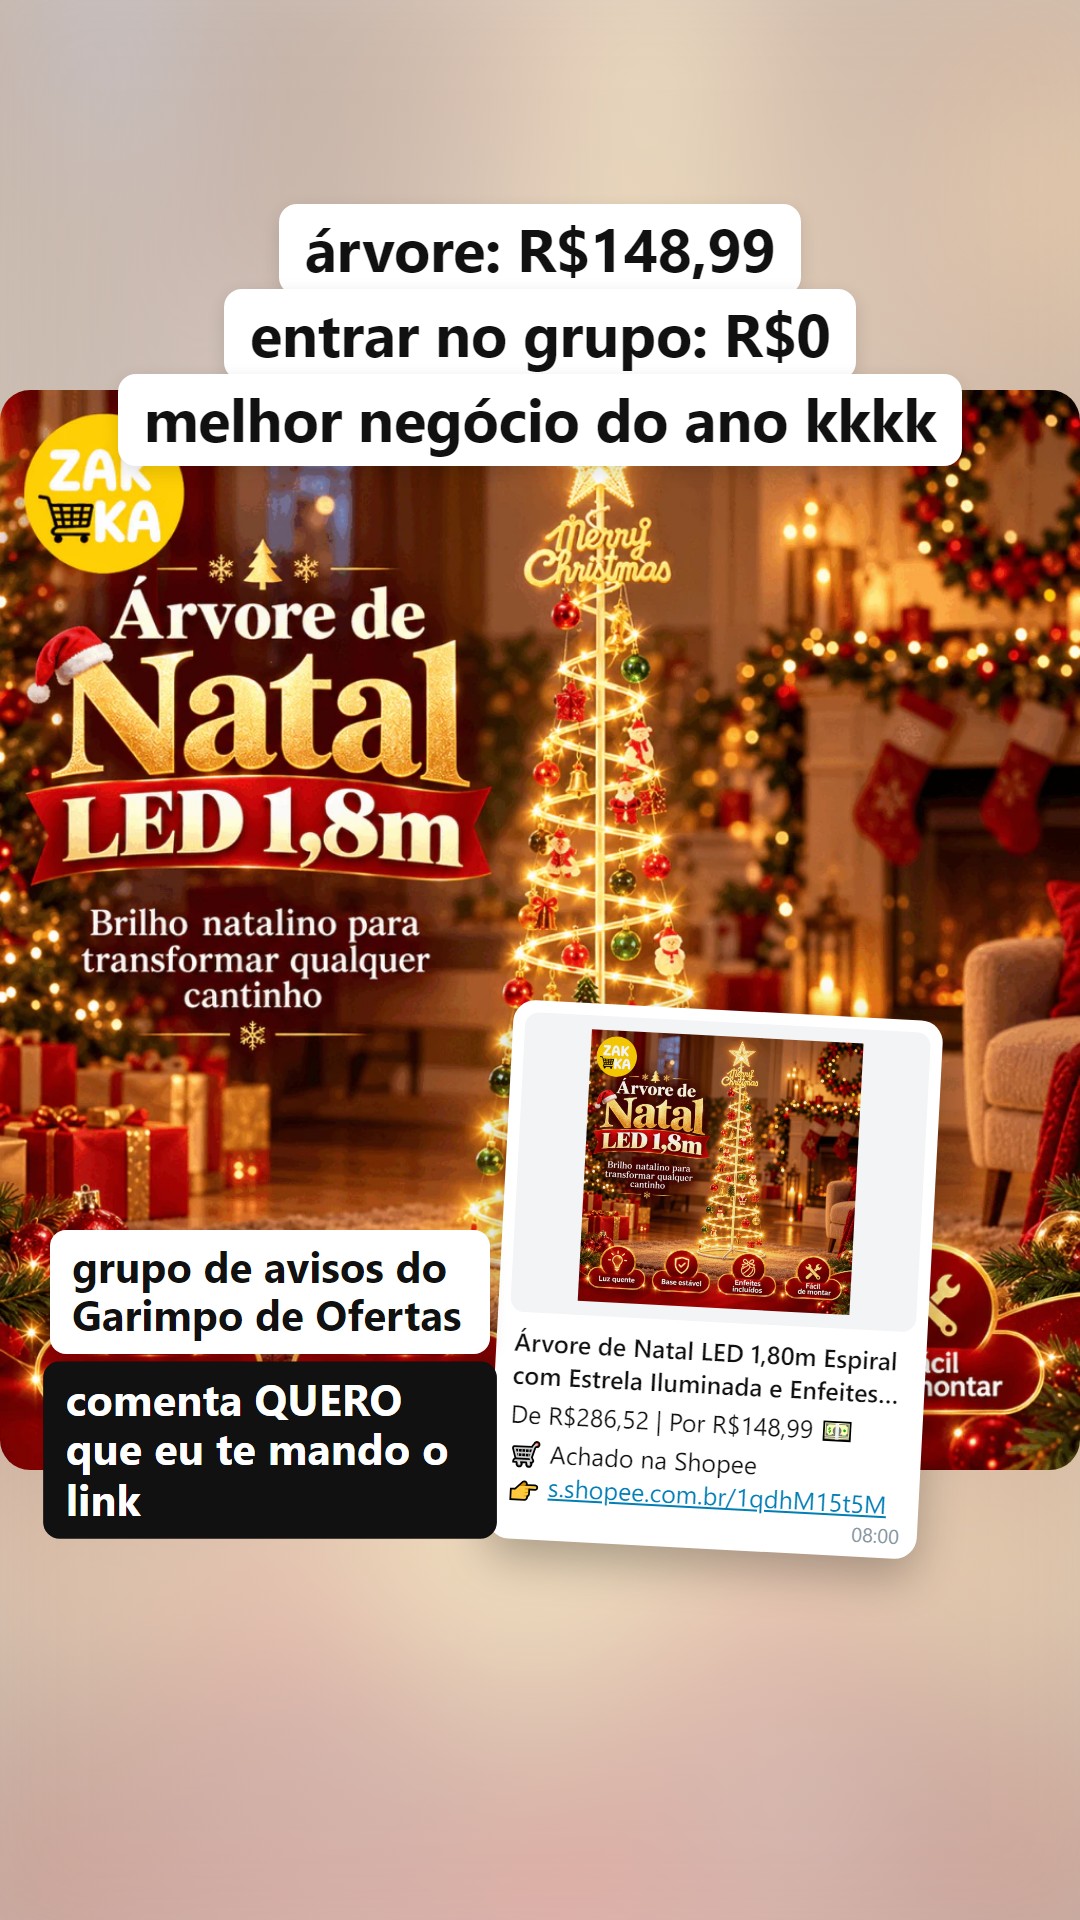 árvore: R$148,99
entrar no grupo: R$0
melhor negócio do ano kkkk
ZAK
KA
Merry
Christmas
Árvore de
Natal
LED 1,8m
Brilho natalino para
transformar qualquer
cantinho
ZAK
KA
Merry
Christmas
Árvore de
Natal
LED 1,8m
Brilho natalino para
transformar qualquer
cantinho
Luz quente
Base estável
Enfeites
incluídos
Fácil
de montar
grupo de avisos do
Garimpo de Ofertas
comenta QUERO
que eu te mando o
link
Árvore de Natal LED 1,80m Espiral
com Estrela Iluminada e Enfeites...
De R$286,52 | Por R$148,99
Achado na Shopee
s.shopee.com.br/1qdhM15t5M
08:00
ácil
montar